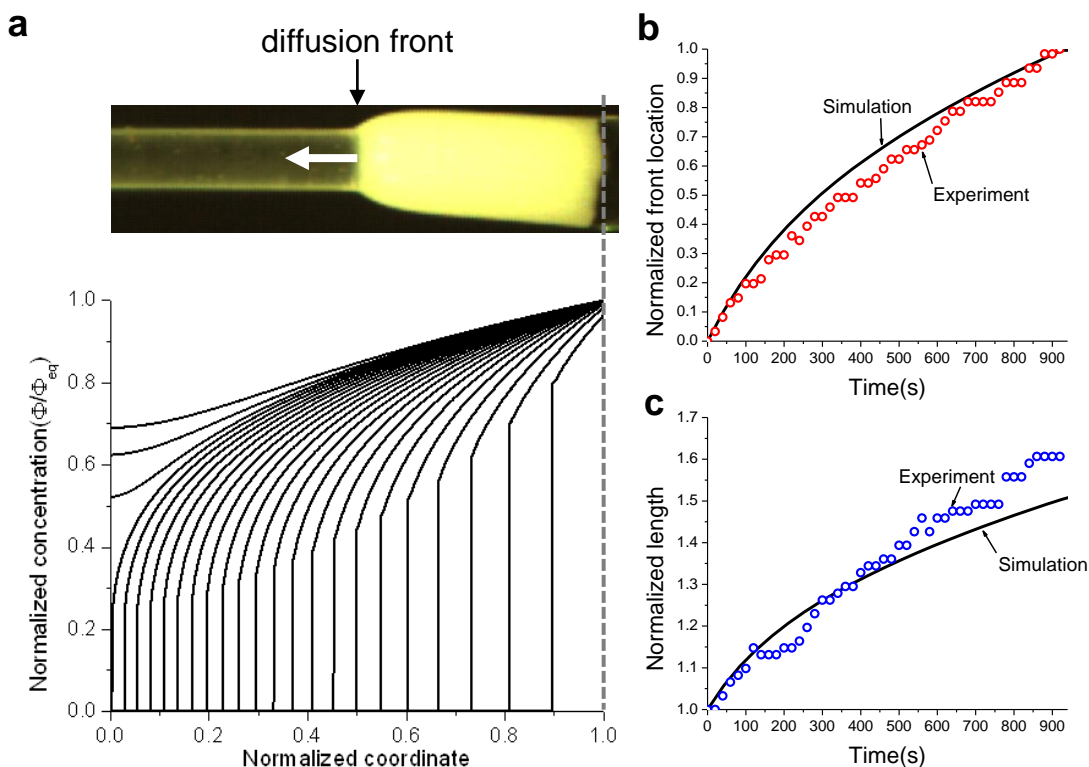 a
diffusion front
1.0
0.8
0.6
0.4
0.2
0.0
Normalized concentration(Φ/Φeq)
0.0 0.2 0.4 0.6 0.8 1.0
Normalized coordinate
b
1.0
0.9
0.8
0.7
0.6
0.5
0.4
0.3
0.2
0.1
0.0
Normalized front location
Simulation
Experiment
0 100 200 300 400 500 600 700 800 900
Time(s)
c
1.7
1.6
1.5
1.4
1.3
1.2
1.1
1.0
Normalized length
Experiment
Simulation
0 100 200 300 400 500 600 700 800 900
Time(s)